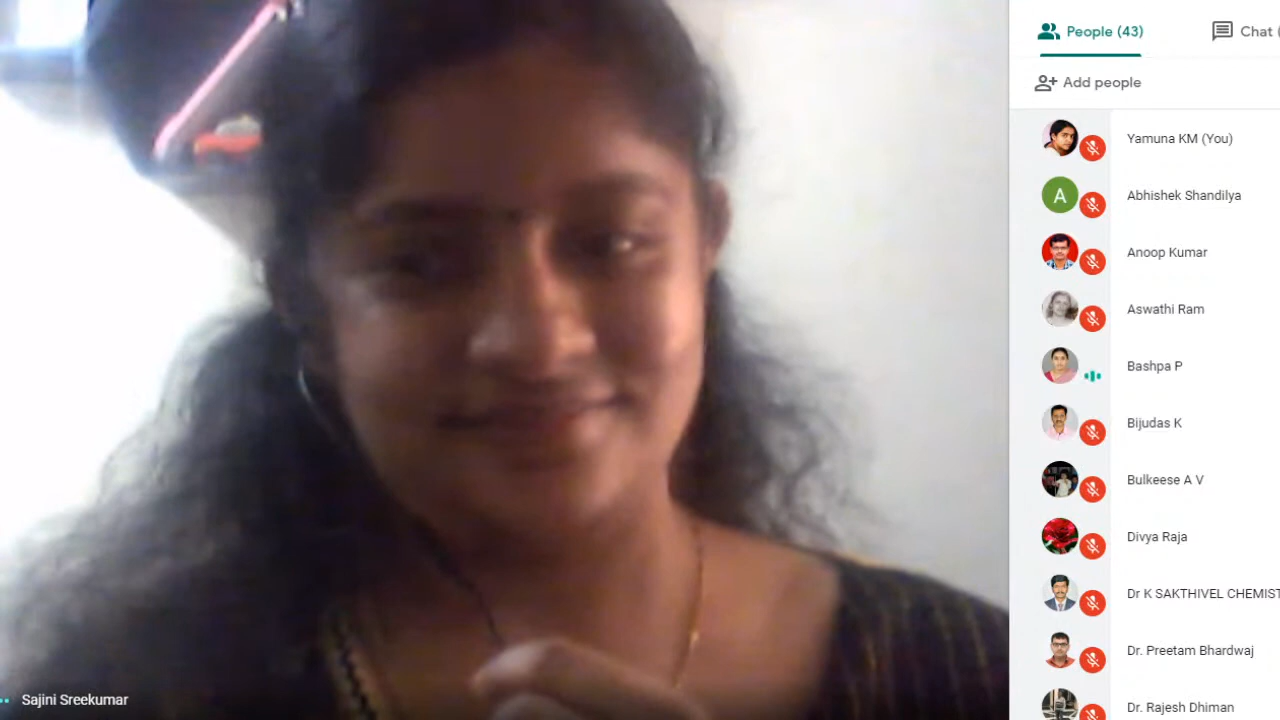 People (43)
Chat (
Add people
Yamuna KM (You)
A
Abhishek Shandilya
Anoop Kumar
Aswathi Ram
Bashpa P
Bijudas K
Bulkeese A V
Divya Raja
Dr K SAKTHIVEL CHEMIST
Dr. Preetam Bhardwaj
Dr. Rajesh Dhiman
Sajini Sreekumar